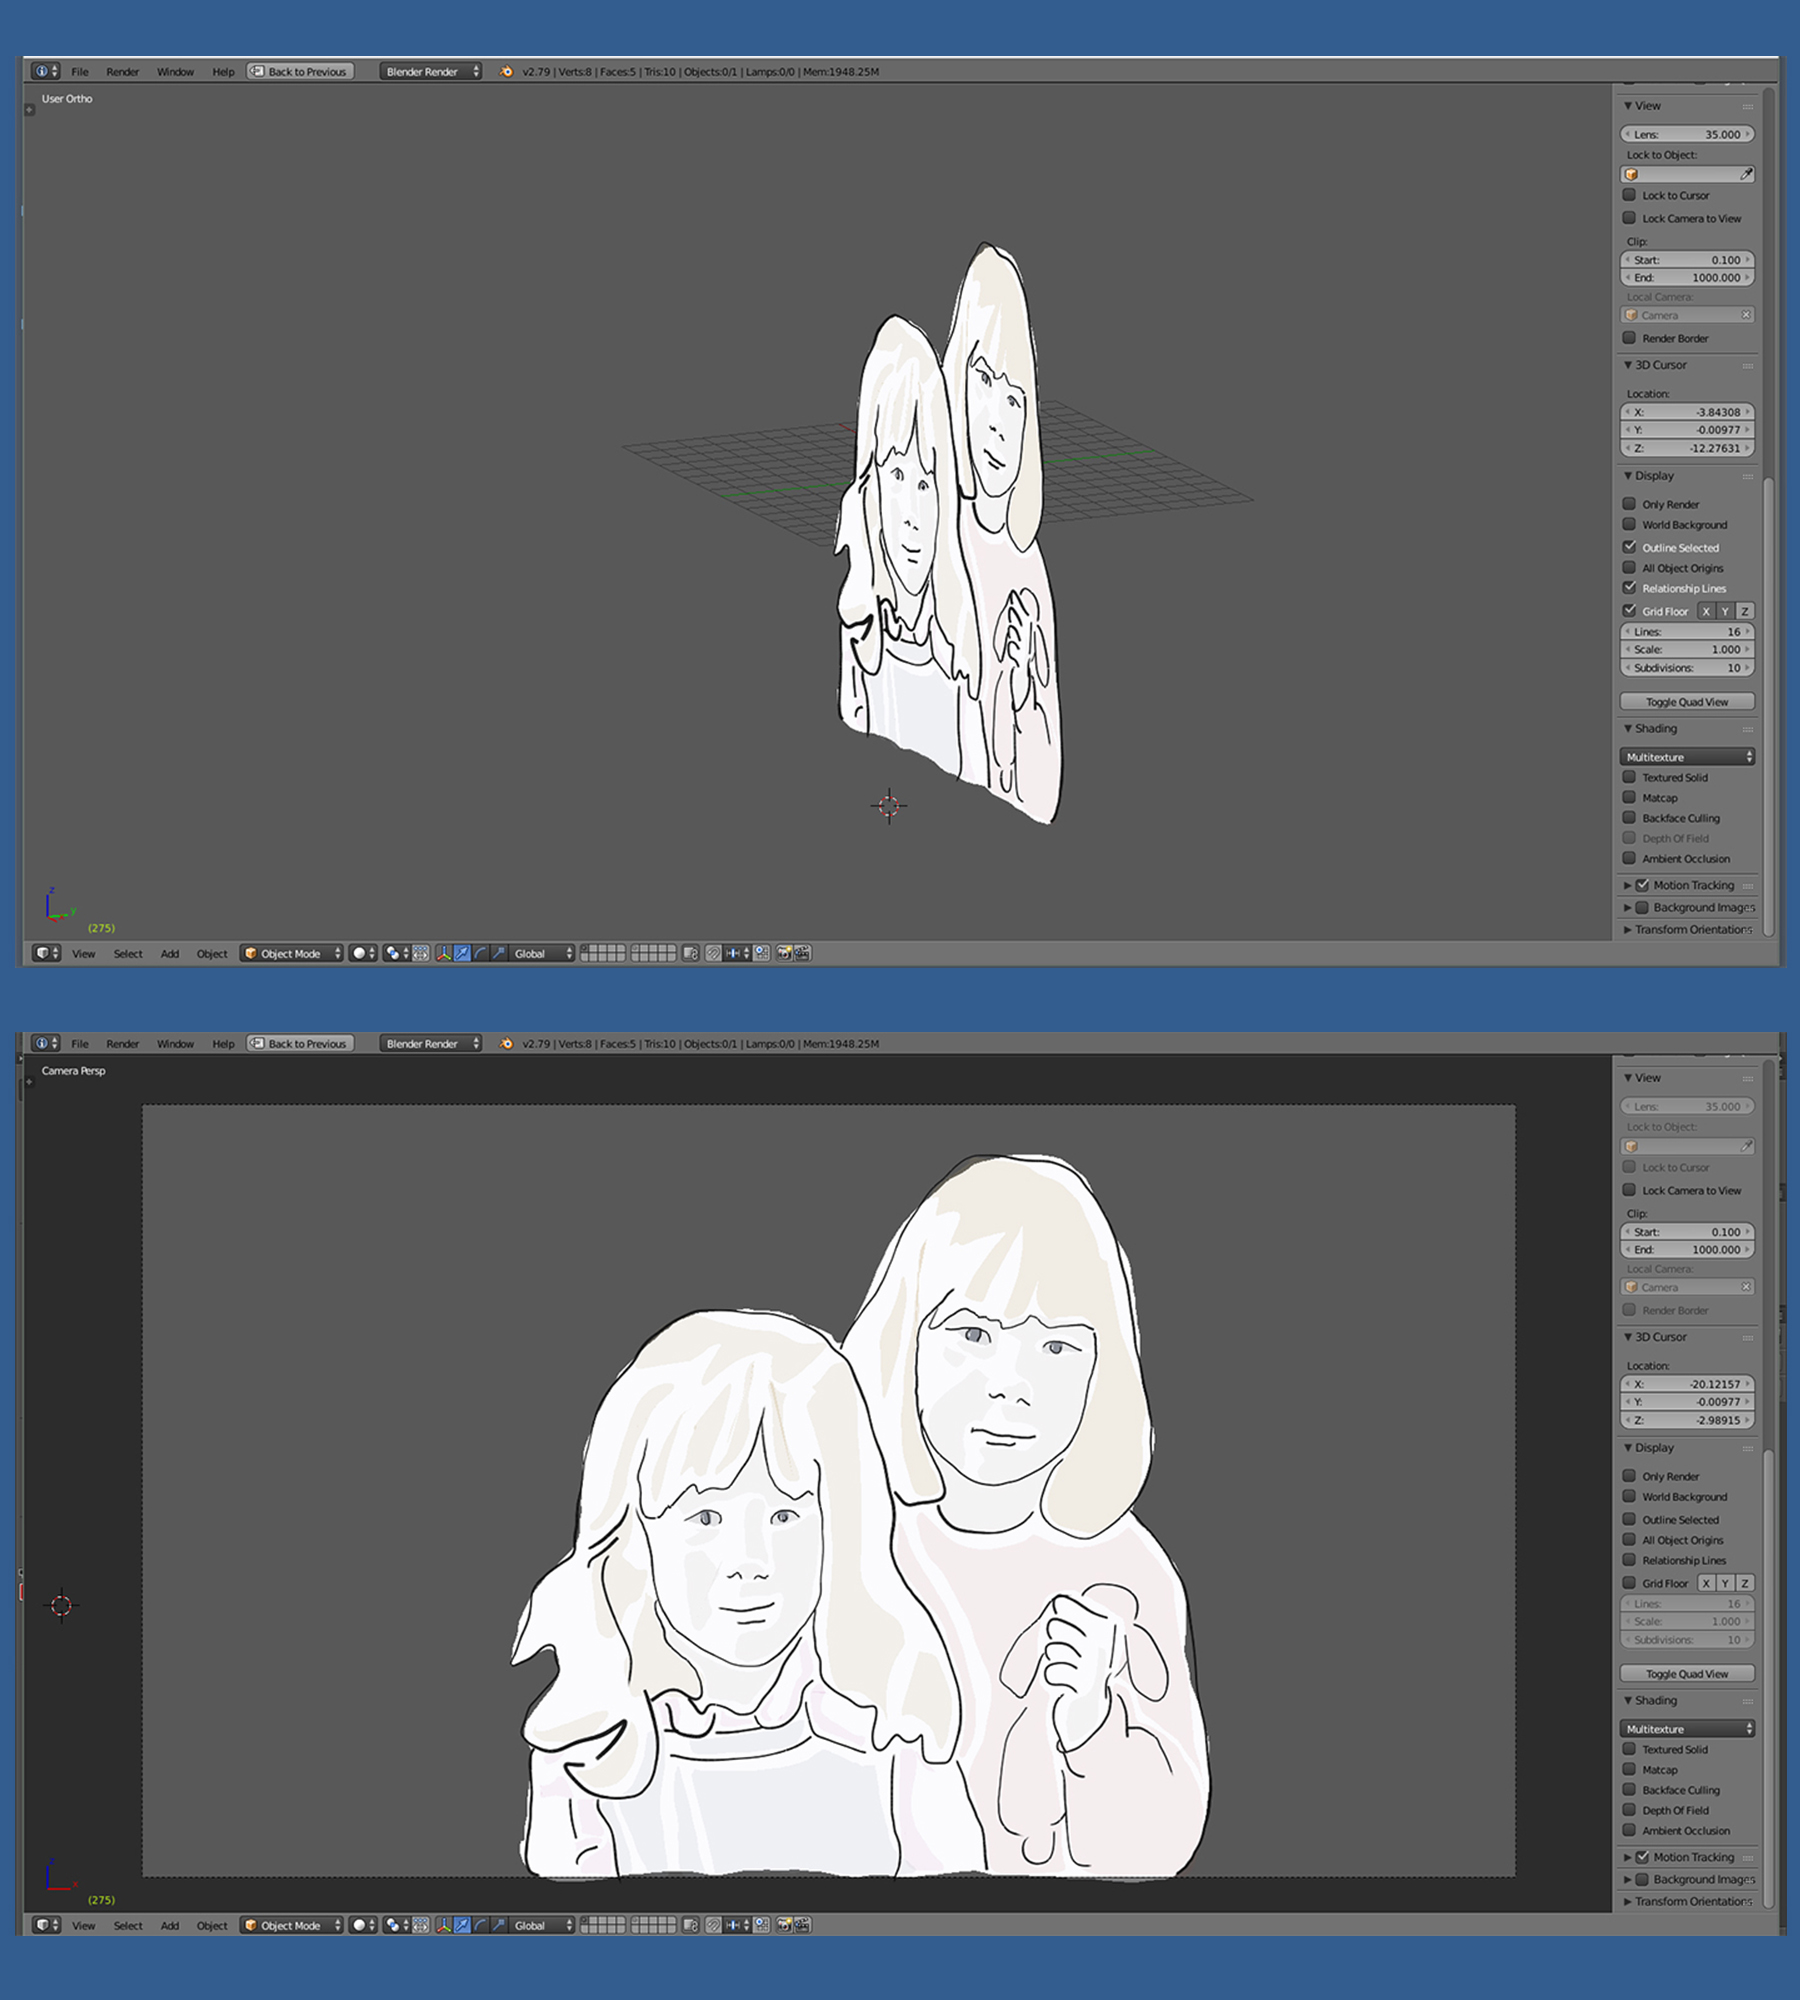 File Render Window Help Back to Previous Blender Render v2.79 | Verts:8 | Faces:5 | Tris:10 | Objects:0/1 | Lamps:0/0 | Mem:1948.25M
User Ortho
View
Lens: 35.000
Lock to Object:
Lock to Cursor
Lock Camera to View
Clip:
Start: 0.100
End: 1000.000
Local Camera:
Camera
Render Border
3D Cursor
Location:
X: -3.84308
Y: -0.00977
Z: -12.27631
Display
Only Render
World Background
Outline Selected
All Object Origins
Relationship Lines
Grid Floor X Y Z
Lines: 16
Scale: 1.000
Subdivisions: 10
Toggle Quad View
Shading
Multitexture
Textured Solid
Matcap
Backface Culling
Depth Of Field
Ambient Occlusion
Motion Tracking
Background Images
Transform Orientations
z
y
(275)
View Select Add Object Object Mode Global
File Render Window Help Back to Previous Blender Render v2.79 | Verts:8 | Faces:5 | Tris:10 | Objects:0/1 | Lamps:0/0 | Mem:1948.25M
Camera Persp
View
Lens: 35.000
Lock to Object:
Lock to Cursor
Lock Camera to View
Clip:
Start: 0.100
End: 1000.000
Local Camera:
Camera
Render Border
3D Cursor
Location:
X: -20.12157
Y: -0.00977
Z: -2.98915
Display
Only Render
World Background
Outline Selected
All Object Origins
Relationship Lines
Grid Floor X Y Z
Lines: 16
Scale: 1.000
Subdivisions: 10
Toggle Quad View
Shading
Multitexture
Textured Solid
Matcap
Backface Culling
Depth Of Field
Ambient Occlusion
Motion Tracking
Background Images
Transform Orientations
z
x
(275)
View Select Add Object Object Mode Global